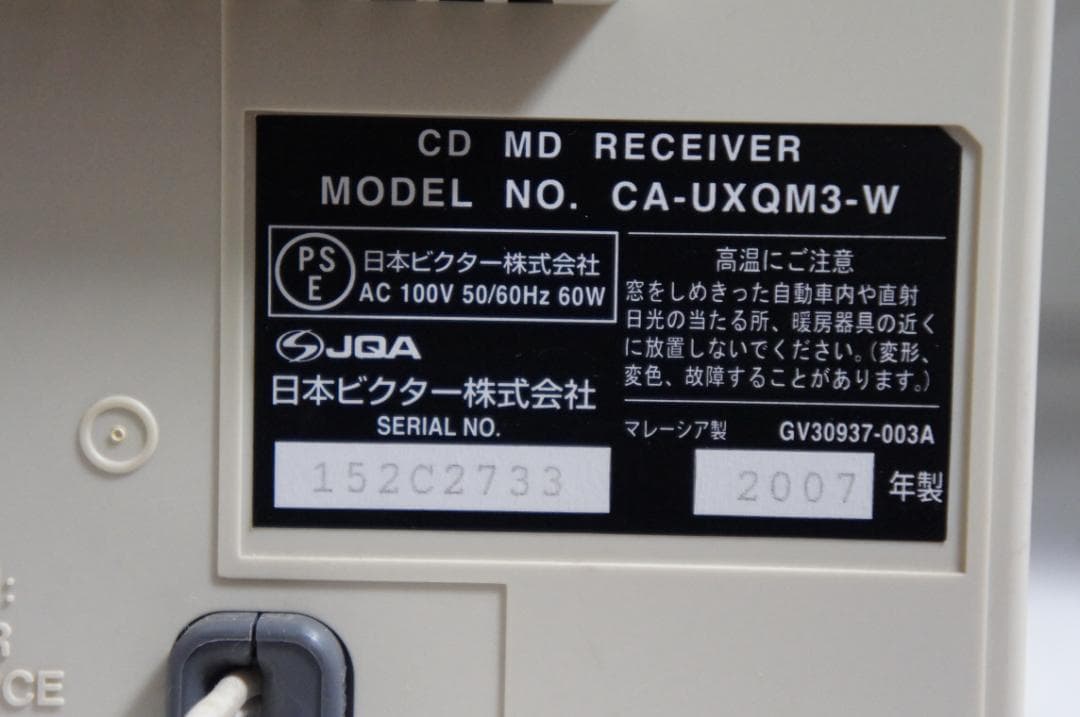 CD MD RECEIVER
MODEL NO. CA-UXQM3-W
PS
E
日本ビクター株式会社
AC 100V 50/60Hz 60W
JQA
日本ビクター株式会社
SERIAL NO.
152C2733
高温にご注意
窓をしめきった自動車内や直射
日光の当たる所、暖房器具の近く
に放置しないでください。（変形、
変色、故障することがあります。）
マレーシア製 GV30937-003A
2007 年製